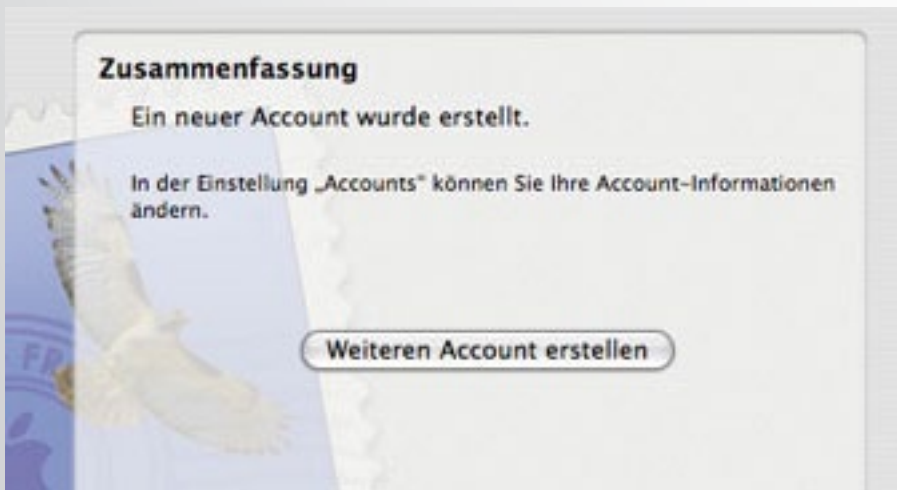 Zusammenfassung
Ein neuer Account wurde erstellt.
In der Einstellung „Accounts“ können Sie Ihre Account-Informationen
ändern.
Weiteren Account erstellen